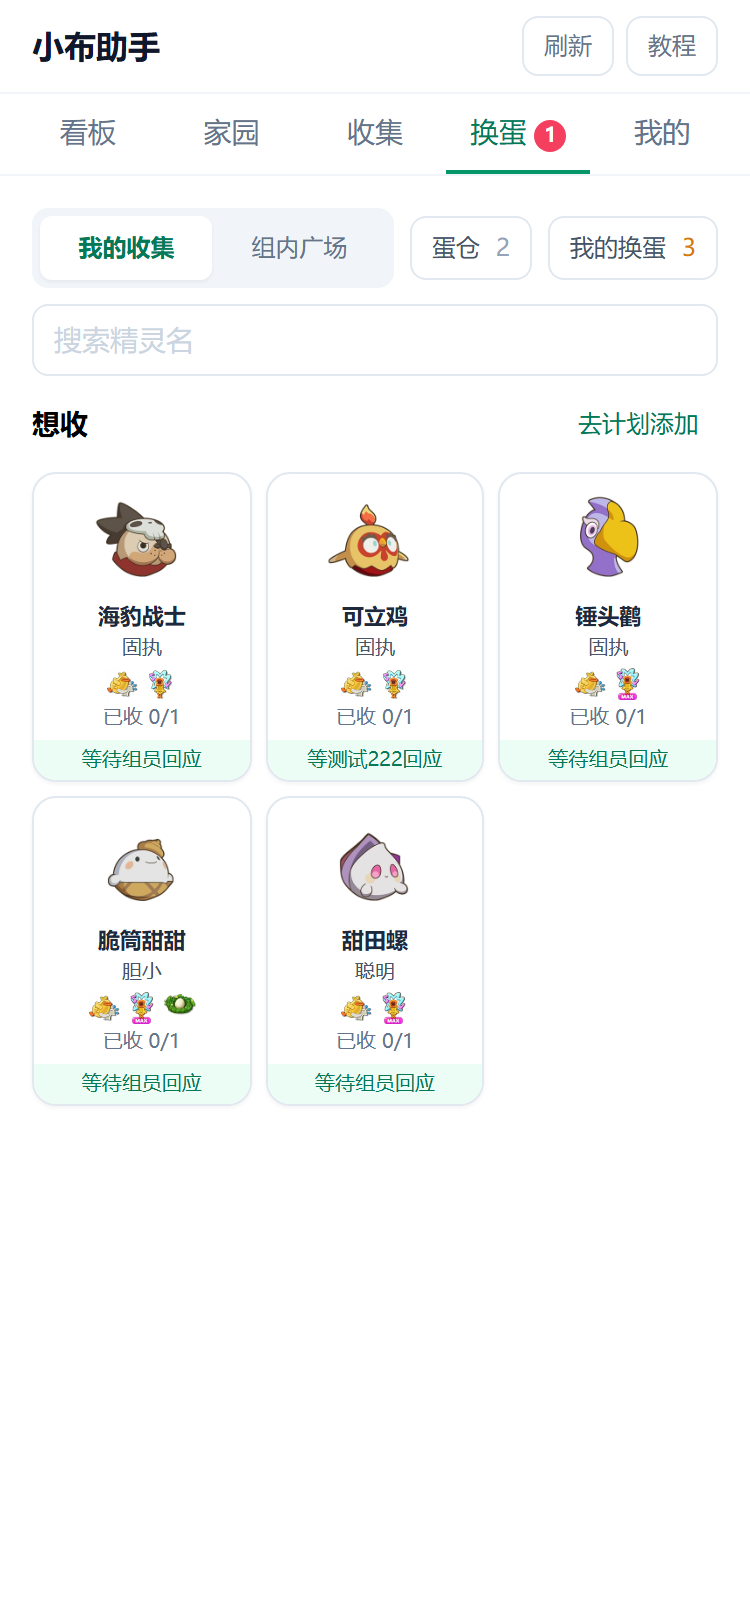 小布助手 刷新 教程
看板 家园 收集 换蛋 1 我的
我的收集 组内广场 蛋仓 2 我的换蛋 3
搜索精灵名
想收 去计划添加
海豹战士 可立鸡 锤头鹳
固执 固执 固执
MAX
已收 0/1 已收 0/1 已收 0/1
等待组员回应 等测试222回应 等待组员回应
脆筒甜甜 甜田螺
胆小 聪明
MAX MAX
已收 0/1 已收 0/1
等待组员回应 等待组员回应